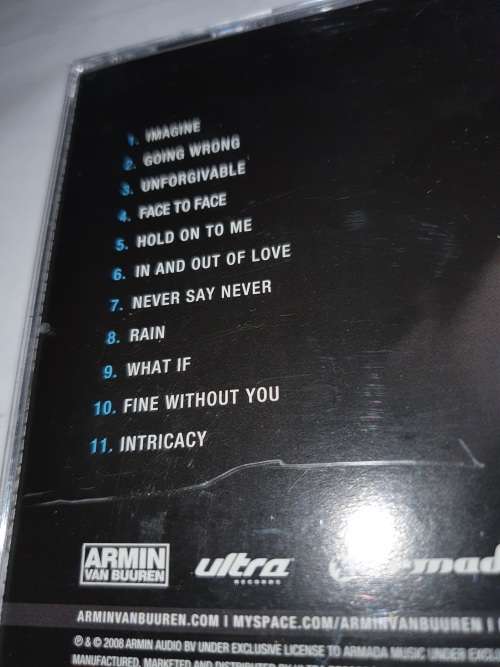 1. IMAGINE
2. GOING WRONG
3. UNFORGIVABLE
4. FACE TO FACE
5. HOLD ON TO ME
6. IN AND OUT OF LOVE
7. NEVER SAY NEVER
8. RAIN
9. WHAT IF
10. FINE WITHOUT YOU
11. INTRICACY
ARMIN
VAN BUUREN
ultra
RECORDS
ARMINVANBUUREN.COM | MYSPACE.COM/ARMINVANBUUREN |
℗ & © 2008 ARMIN AUDIO BV UNDER EXCLUSIVE LICENSE TO ARMADA MUSIC UNDER
MANUFACTURED, MARKETED AND DISTRIBUTED BY